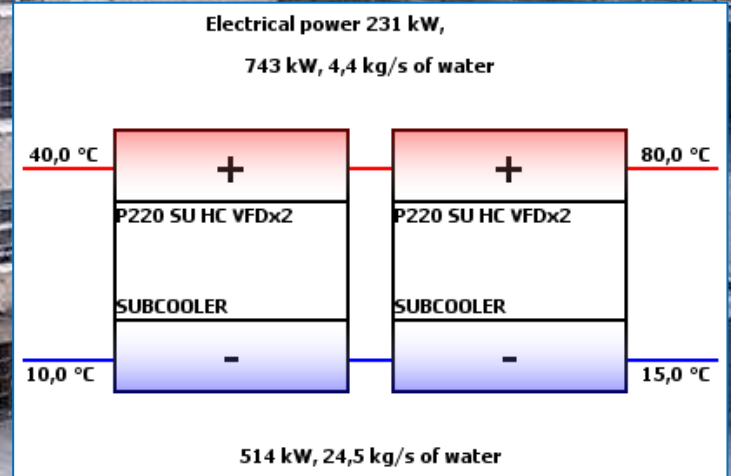 Electrical power 231 kW,
743 kW, 4,4 kg/s of water
40,0 °C + + 80,0 °C
P220 SU HC VFDx2 P220 SU HC VFDx2
SUBCOOLER SUBCOOLER
10,0 °C - - 15,0 °C
514 kW, 24,5 kg/s of water